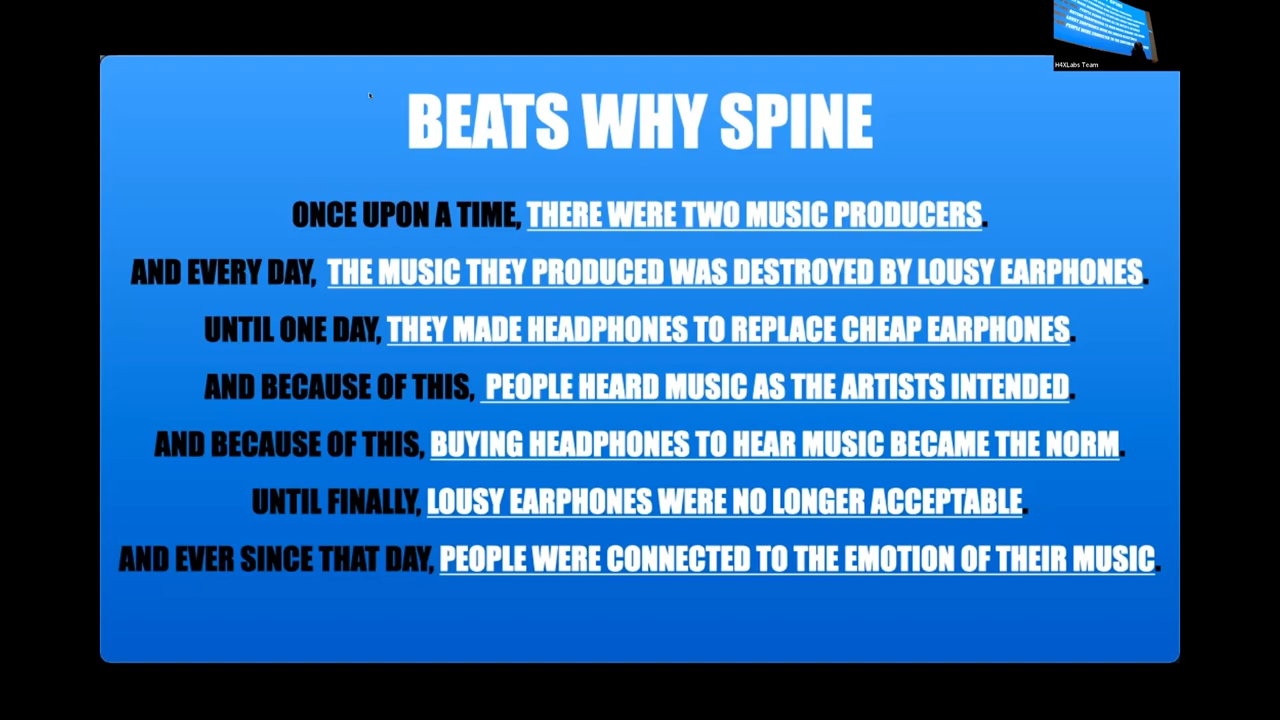 BEATS WHY SPINE
ONCE UPON A TIME, THERE WERE TWO MUSIC PRODUCERS.
AND EVERY DAY, THE MUSIC THEY PRODUCED WAS DESTROYED BY LOUSY EARPHONES.
UNTIL ONE DAY, THEY MADE HEADPHONES TO REPLACE CHEAP EARPHONES.
AND BECAUSE OF THIS, PEOPLE HEARD MUSIC AS THE ARTISTS INTENDED.
AND BECAUSE OF THIS, BUYING HEADPHONES TO HEAR MUSIC BECAME THE NORM.
UNTIL FINALLY, LOUSY EARPHONES WERE NO LONGER ACCEPTABLE.
AND EVER SINCE THAT DAY, PEOPLE WERE CONNECTED TO THE EMOTION OF THEIR MUSIC.
H4XLabs Team